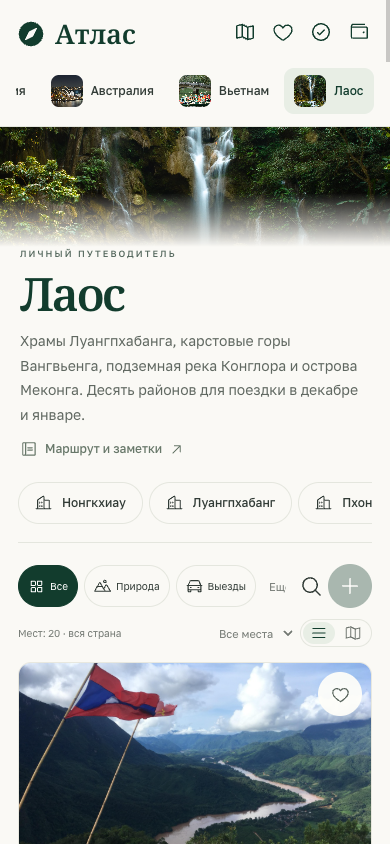 Атлас
ия
Австралия
Вьетнам
Лаос
ЛИЧНЫЙ ПУТЕВОДИТЕЛЬ
Лаос
Храмы Луангпхабанга, карстовые горы
Вангвьенга, подземная река Конглора и острова
Меконга. Десять районов для поездки в декабре
и январе.
Маршрут и заметки
Нонгкхиау
Луангпхабанг
Пхон
Все
Природа
Выезды
Ещ
Мест: 20 · вся страна
Все места